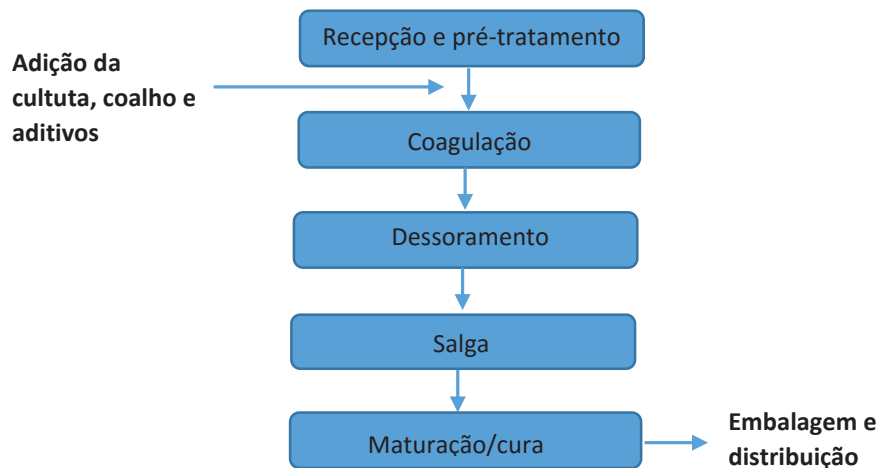 Recepção e pré-tratamento
Adição da
cultuta, coalho e
aditivos
Coagulação
Dessoramento
Salga
Maturação/cura
Embalagem e
distribuição